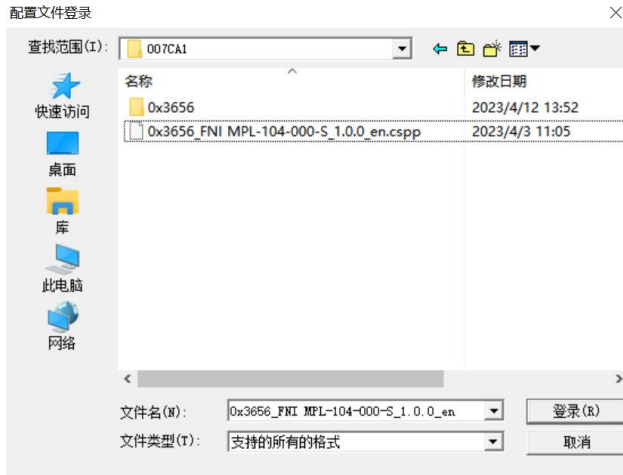 配置文件登录
查找范围(I):
007CA1
快速访问
桌面
库
此电脑
网络
名称
修改日期
0x3656
2023/4/12 13:52
0x3656_FNI MPL-104-000-S_1.0.0_en.cspp
2023/4/3 11:05
文件名(N):
0x3656_FNI MPL-104-000-S_1.0.0_en
登录(R)
文件类型(T):
支持的所有的格式
取消